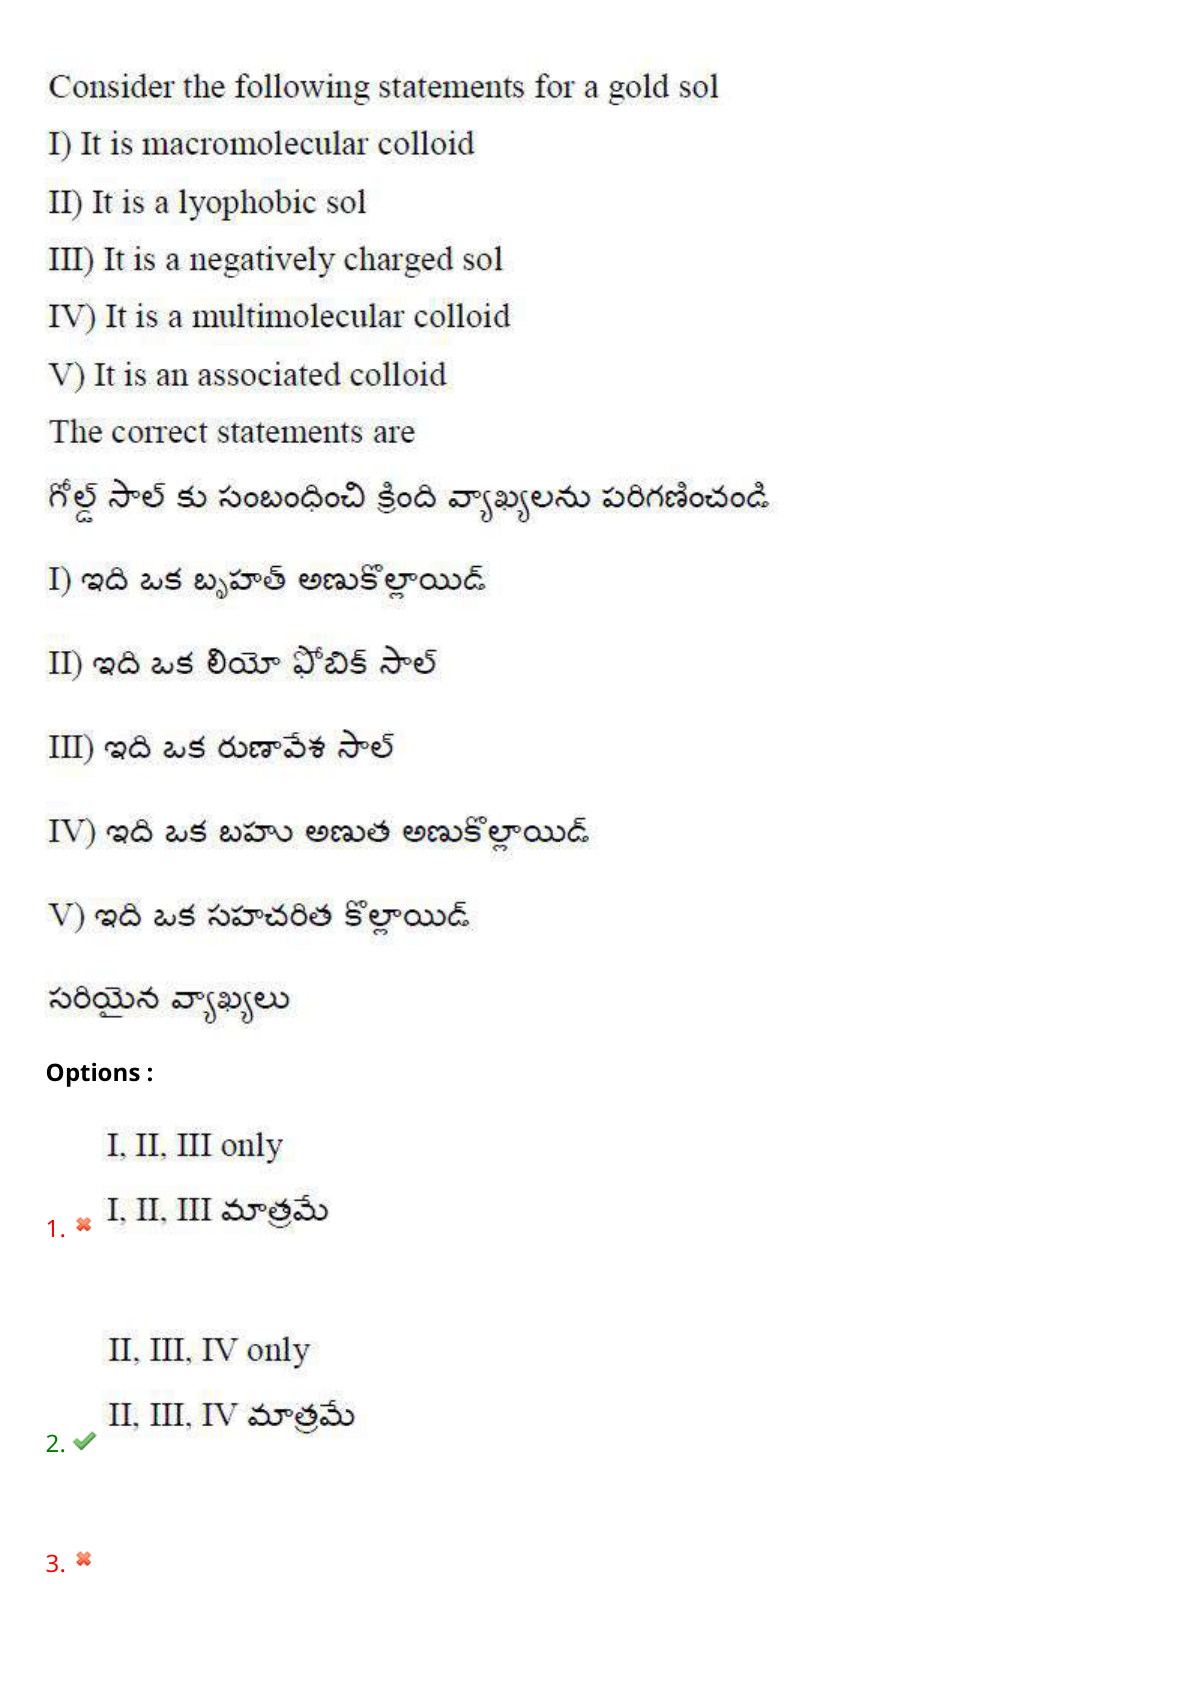 Consider the following statements for a gold sol
I) It is macromolecular colloid
II) It is a lyophobic sol
III) It is a negatively charged sol
IV) It is a multimolecular colloid
V) It is an associated colloid
The correct statements are
గోల్డ్ సాల్ కు సంబంధించి క్రింది వ్యాఖ్యలను పరిగణించండి
I) ఇది ఒక బృహత్ అణుకొల్లాయిడ్
II) ఇది ఒక లియో ఫోబిక్ సాల్
III) ఇది ఒక రుణావేశ సాల్
IV) ఇది ఒక బహు అణుత అణుకొల్లాయిడ్
V) ఇది ఒక సహచరిత కొల్లాయిడ్
సరియైన వ్యాఖ్యలు
Options :
I, II, III only
I, II, III మాత్రమే
1.
II, III, IV only
II, III, IV మాత్రమే
2.
3.